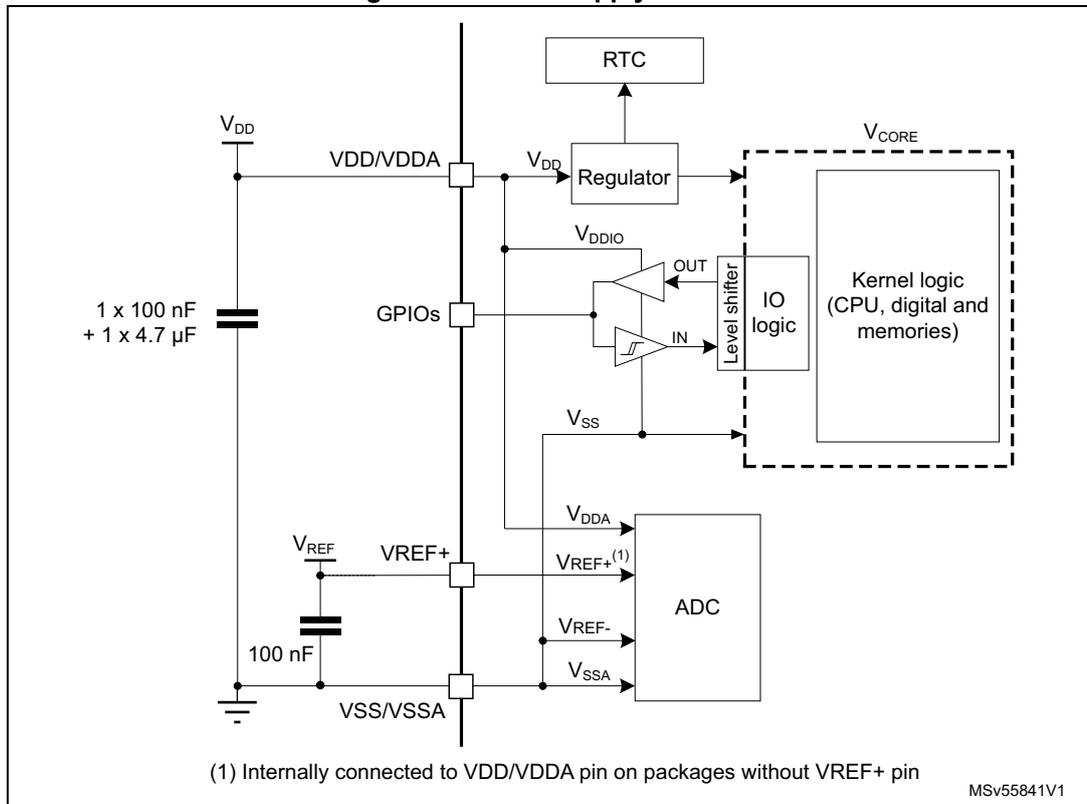 RTC
VDD
VCORE
VDD/VDDA
VDD
Regulator
VDDIO
OUT
1 x 100 nF
+ 1 x 4.7 µF
GPIOs
Level shifter
IO
logic
Kernel logic
(CPU, digital and
memories)
IN
VSS
VDDA
VREF
VREF+
VREF+(1)
ADC
VREF-
100 nF
VSSA
VSS/VSSA
(1) Internally connected to VDD/VDDA pin on packages without VREF+ pin
MSv55841V1